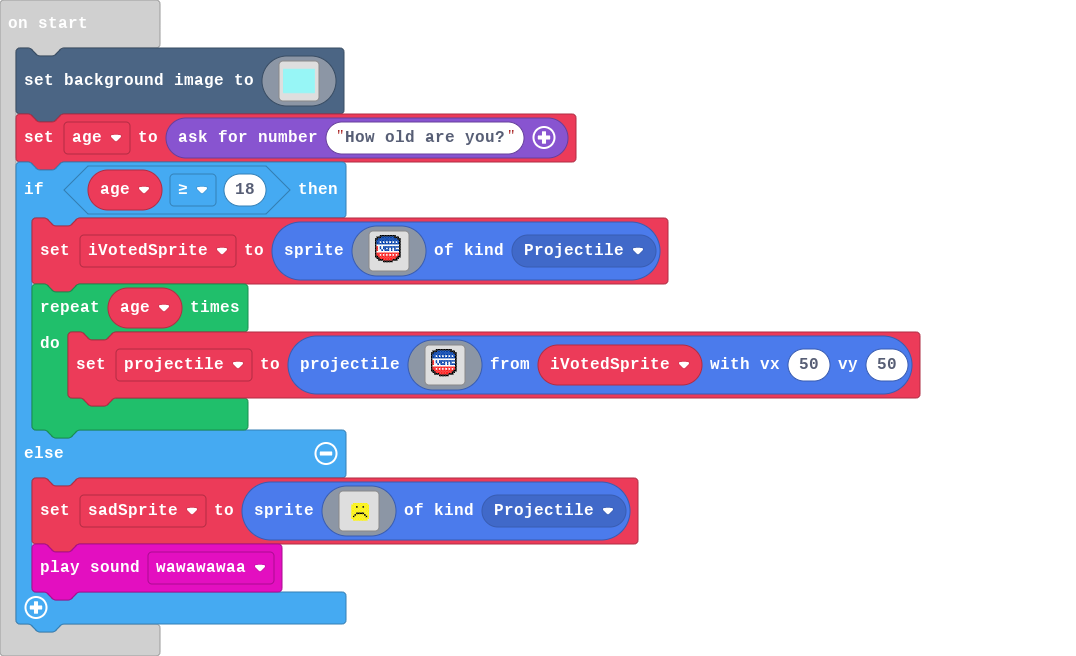 on start
set background image to
set age to ask for number "How old are you?"
if age ≥ 18 then
set iVotedSprite to sprite of kind Projectile
repeat age times
do
set projectile to projectile from iVotedSprite with vx 50 vy 50
else
set sadSprite to sprite of kind Projectile
play sound wawawawaa